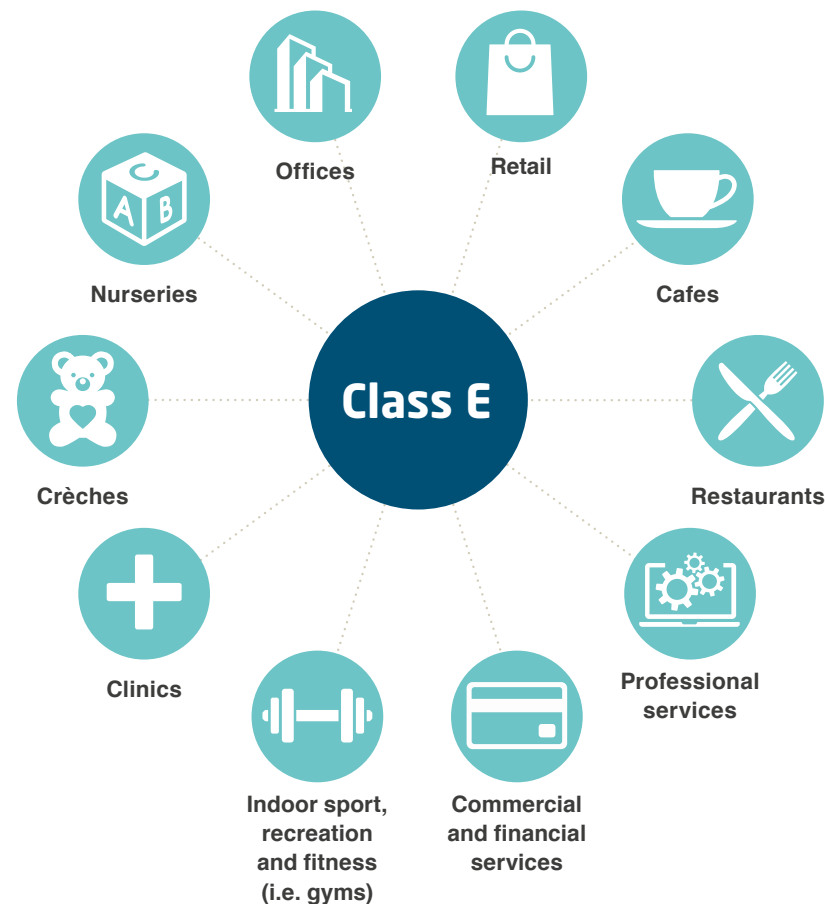 Offices
Retail
Nurseries
Cafes
Class E
Crèches
Restaurants
Clinics
Professional
services
Indoor sport,
recreation
and fitness
(i.e. gyms)
Commercial
and financial
services
A
B
C